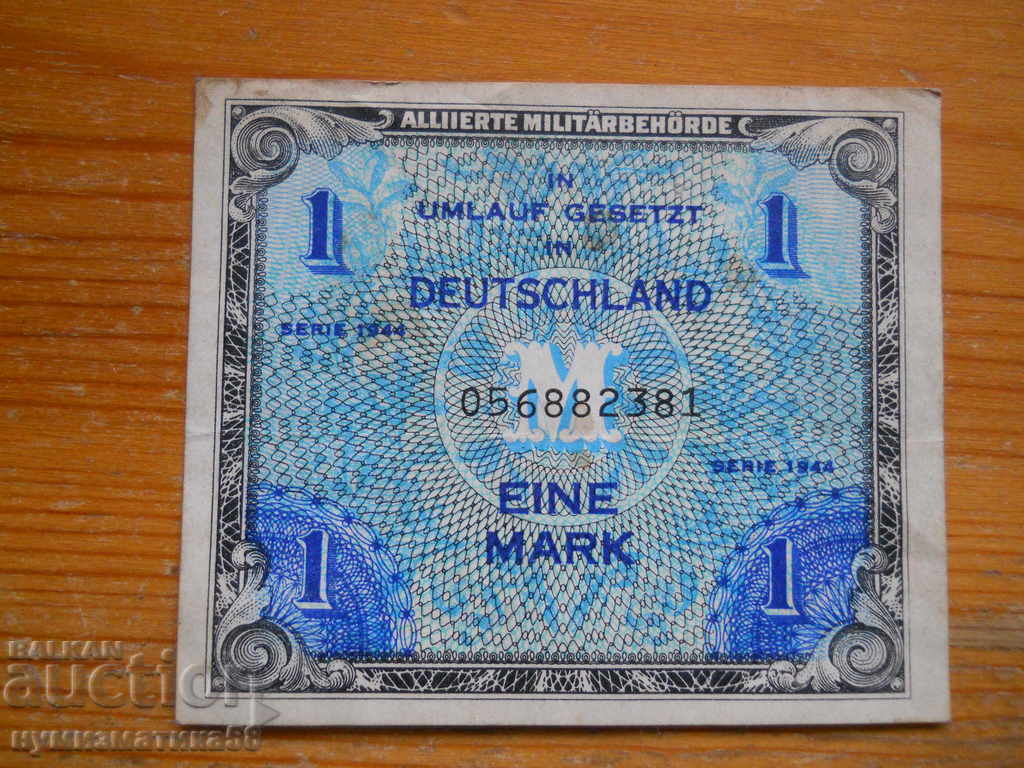 ALLIIERTE MILITÄRBEHÖRDE
1 IN 1
UMLAUF GESETZT
IN
DEUTSCHLAND
SERIE 1944
M
056882381
SERIE 1944
EINE
MARK
1 1
BALKAN
auction
нумизматика58